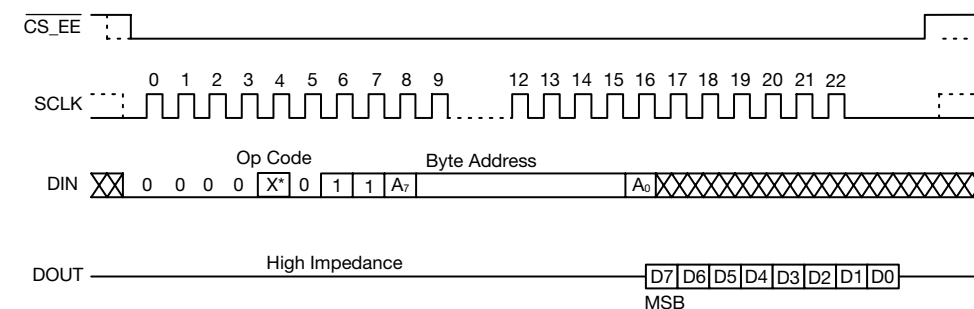 CS_EE
0 1 2 3 4 5 6 7 8 9 12 13 14 15 16 17 18 19 20 21 22
SCLK
Op Code Byte Address
DIN 0 0 0 0 X* 0 1 1 A7 A0
High Impedance
DOUT D7 D6 D5 D4 D3 D2 D1 D0
MSB